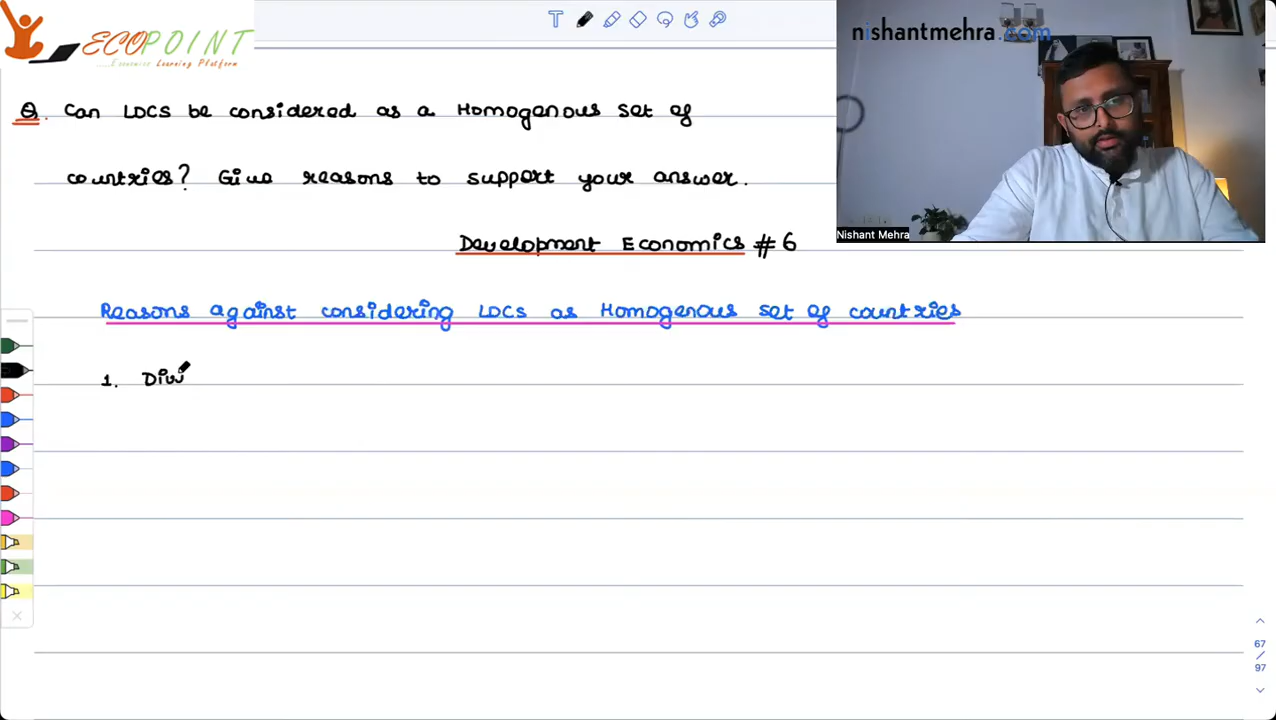 ECOPOINT
....Economics Learning Platform
nishantmehra.com
Nishant Mehra
Q. Can LDCS be considered as a Homogenous set of
countries? Give reasons to support your answer.
Development Economics #6
Reasons against considering LDCS as Homogenous set of countries
1. Div
67
/
97